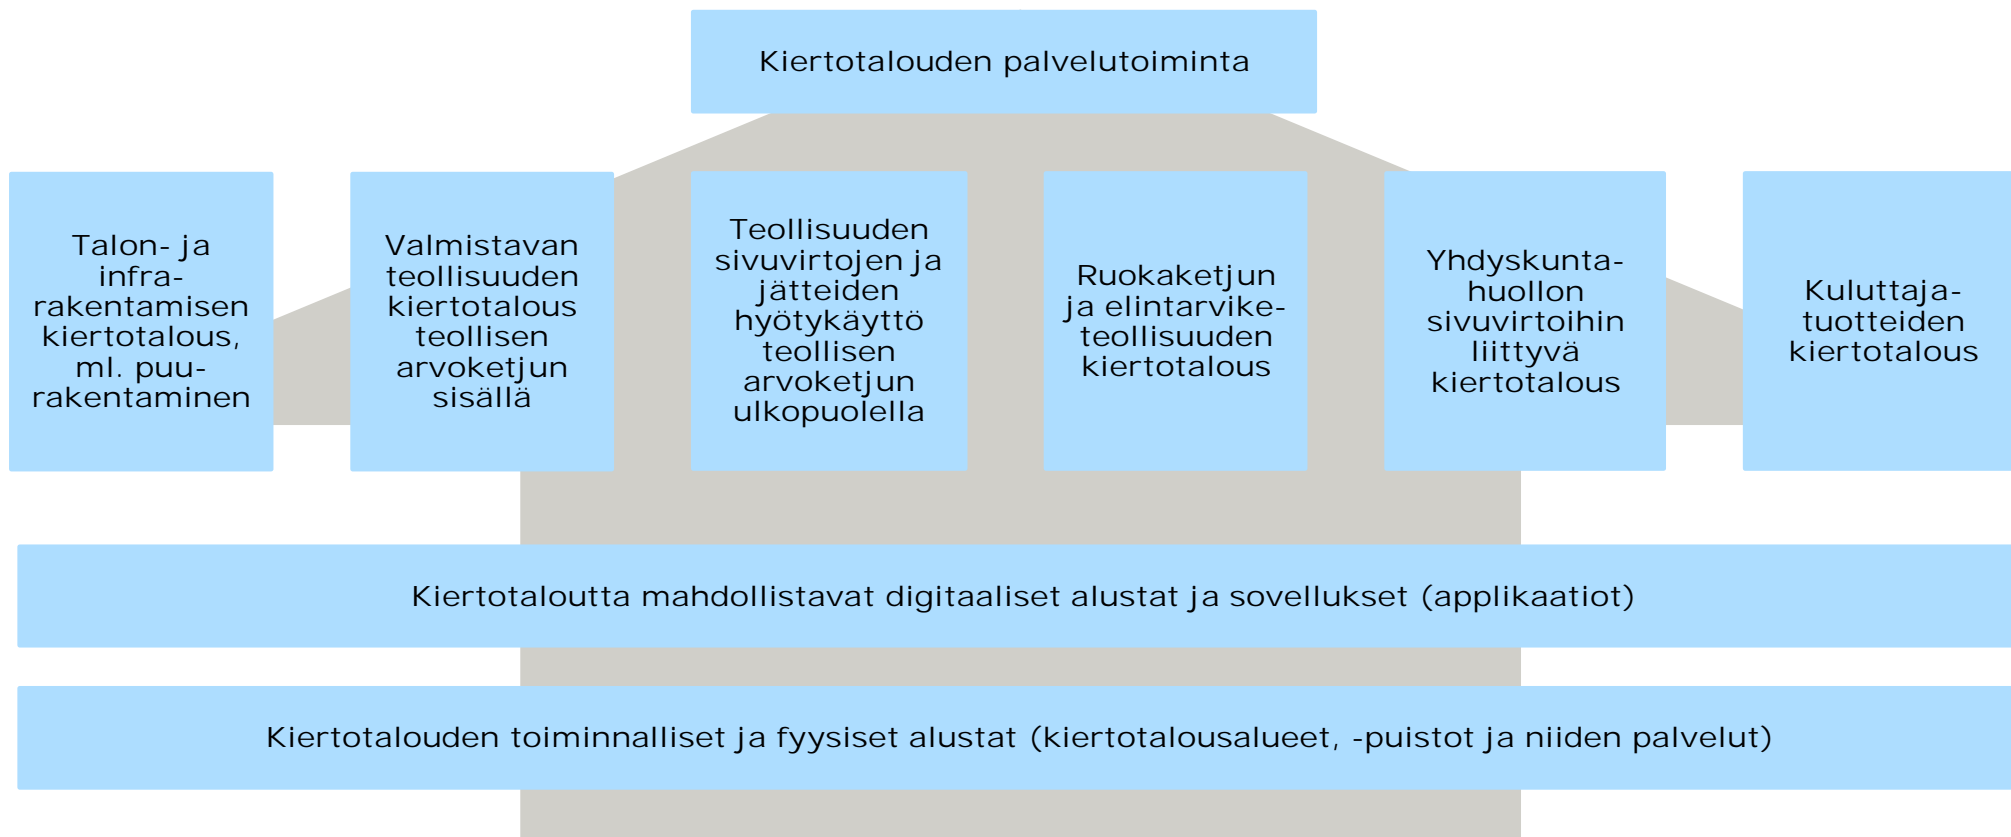 Kiertotalouden palvelutoiminta
Talon- ja
infra-
rakentamisen
kiertotalous,
ml. puu-
rakentaminen
Valmistavan
teollisuuden
kiertotalous
teollisen
arvoketjun
sisällä
Teollisuuden
sivuvirtojen ja
jätteiden
hyötykäyttö
teollisen
arvoketjun
ulkopuolella
Ruokaketjun
ja elintarvike-
teollisuuden
kiertotalous
Yhdyskunta-
huollon
sivuvirtoihin
liittyvä
kiertotalous
Kuluttaja-
tuotteiden
kiertotalous
Kiertotaloutta mahdollistavat digitaaliset alustat ja sovellukset (applikaatiot)
Kiertotalouden toiminnalliset ja fyysiset alustat (kiertotalousalueet, -puistot ja niiden palvelut)